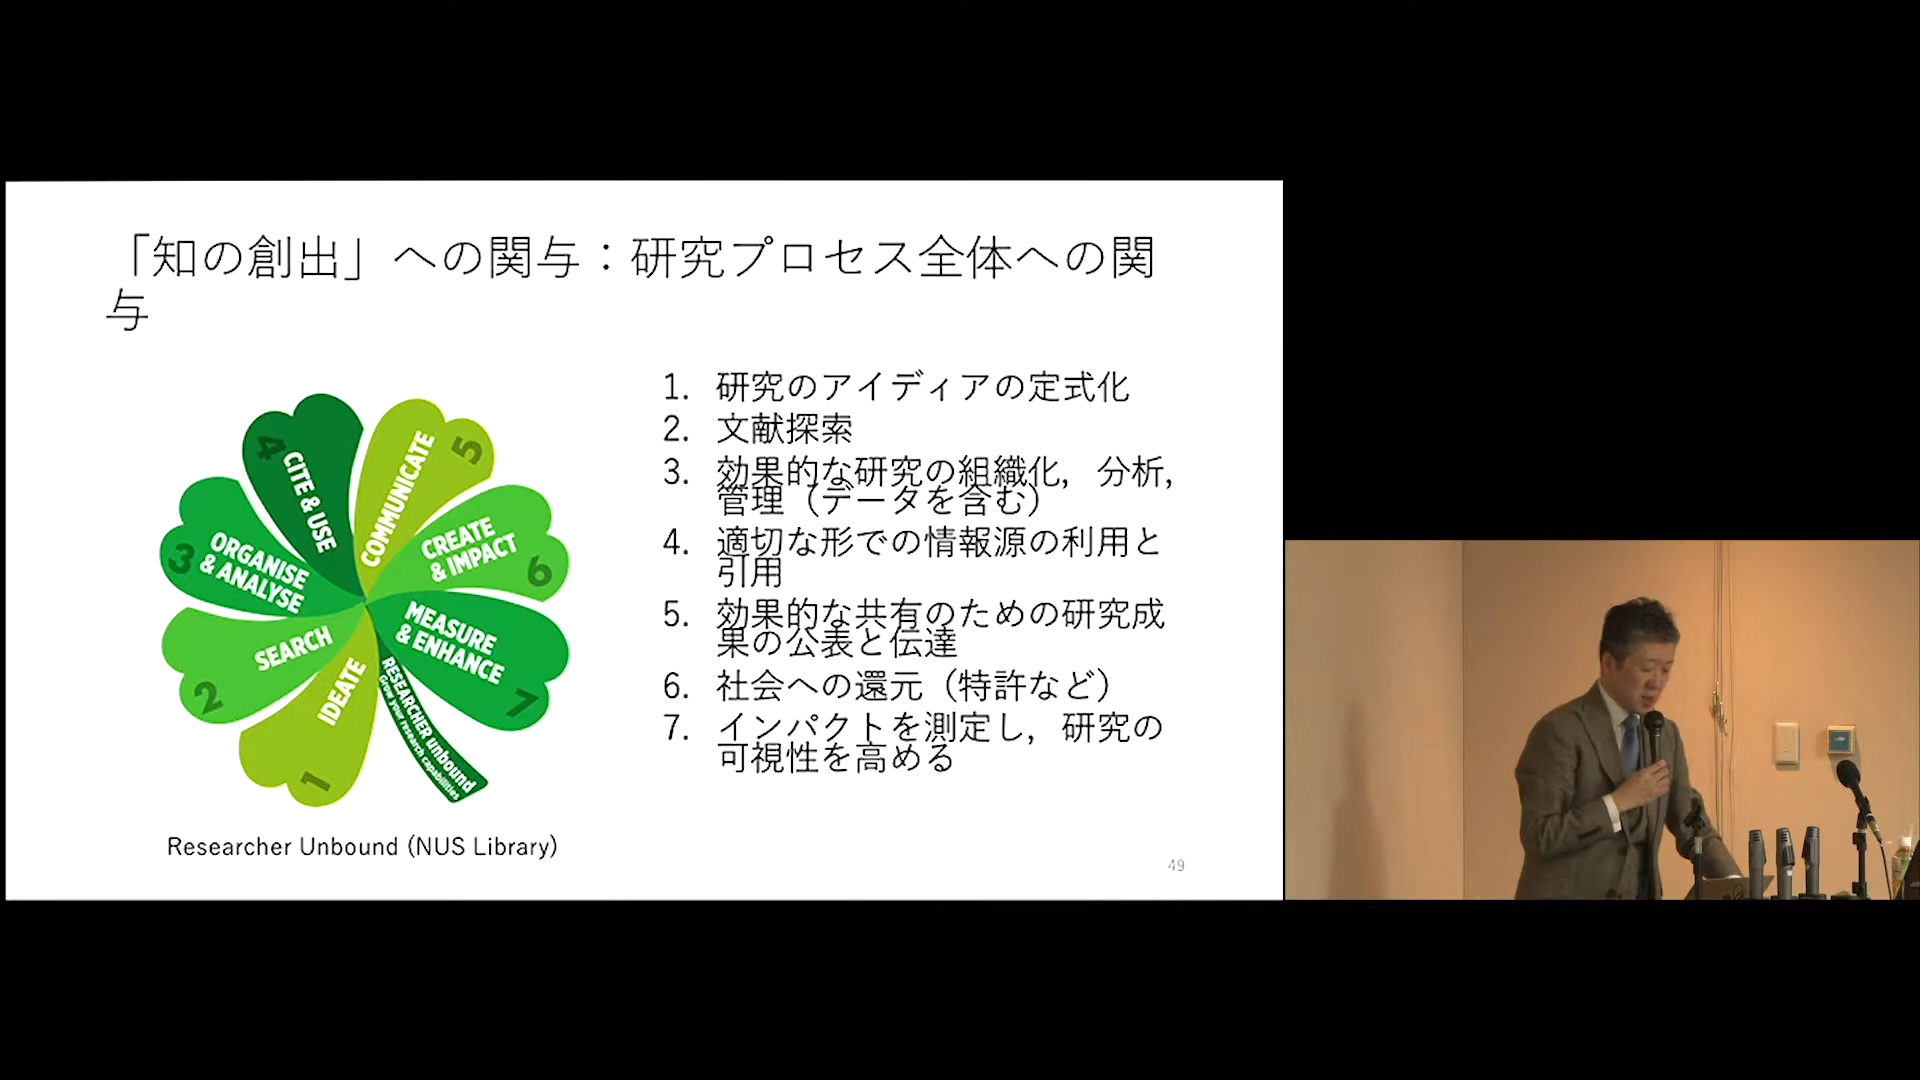 「知の創出」への関与：研究プロセス全体への関
与
4
CITE & USE
COMMUNICATE
5
3
ORGANISE
& ANALYSE
CREATE
& IMPACT
6
SEARCH
2
MEASURE
& ENHANCE
7
IDEATE
1
RESEARCHER unbound
Grow your research capabilities
Researcher Unbound (NUS Library)
1. 研究のアイディアの定式化
2. 文献探索
3. 効果的な研究の組織化，分析，
管理（データを含む）
4. 適切な形での情報源の利用と
引用
5. 効果的な共有のための研究成
果の公表と伝達
6. 社会への還元（特許など）
7. インパクトを測定し，研究の
可視性を高める
49